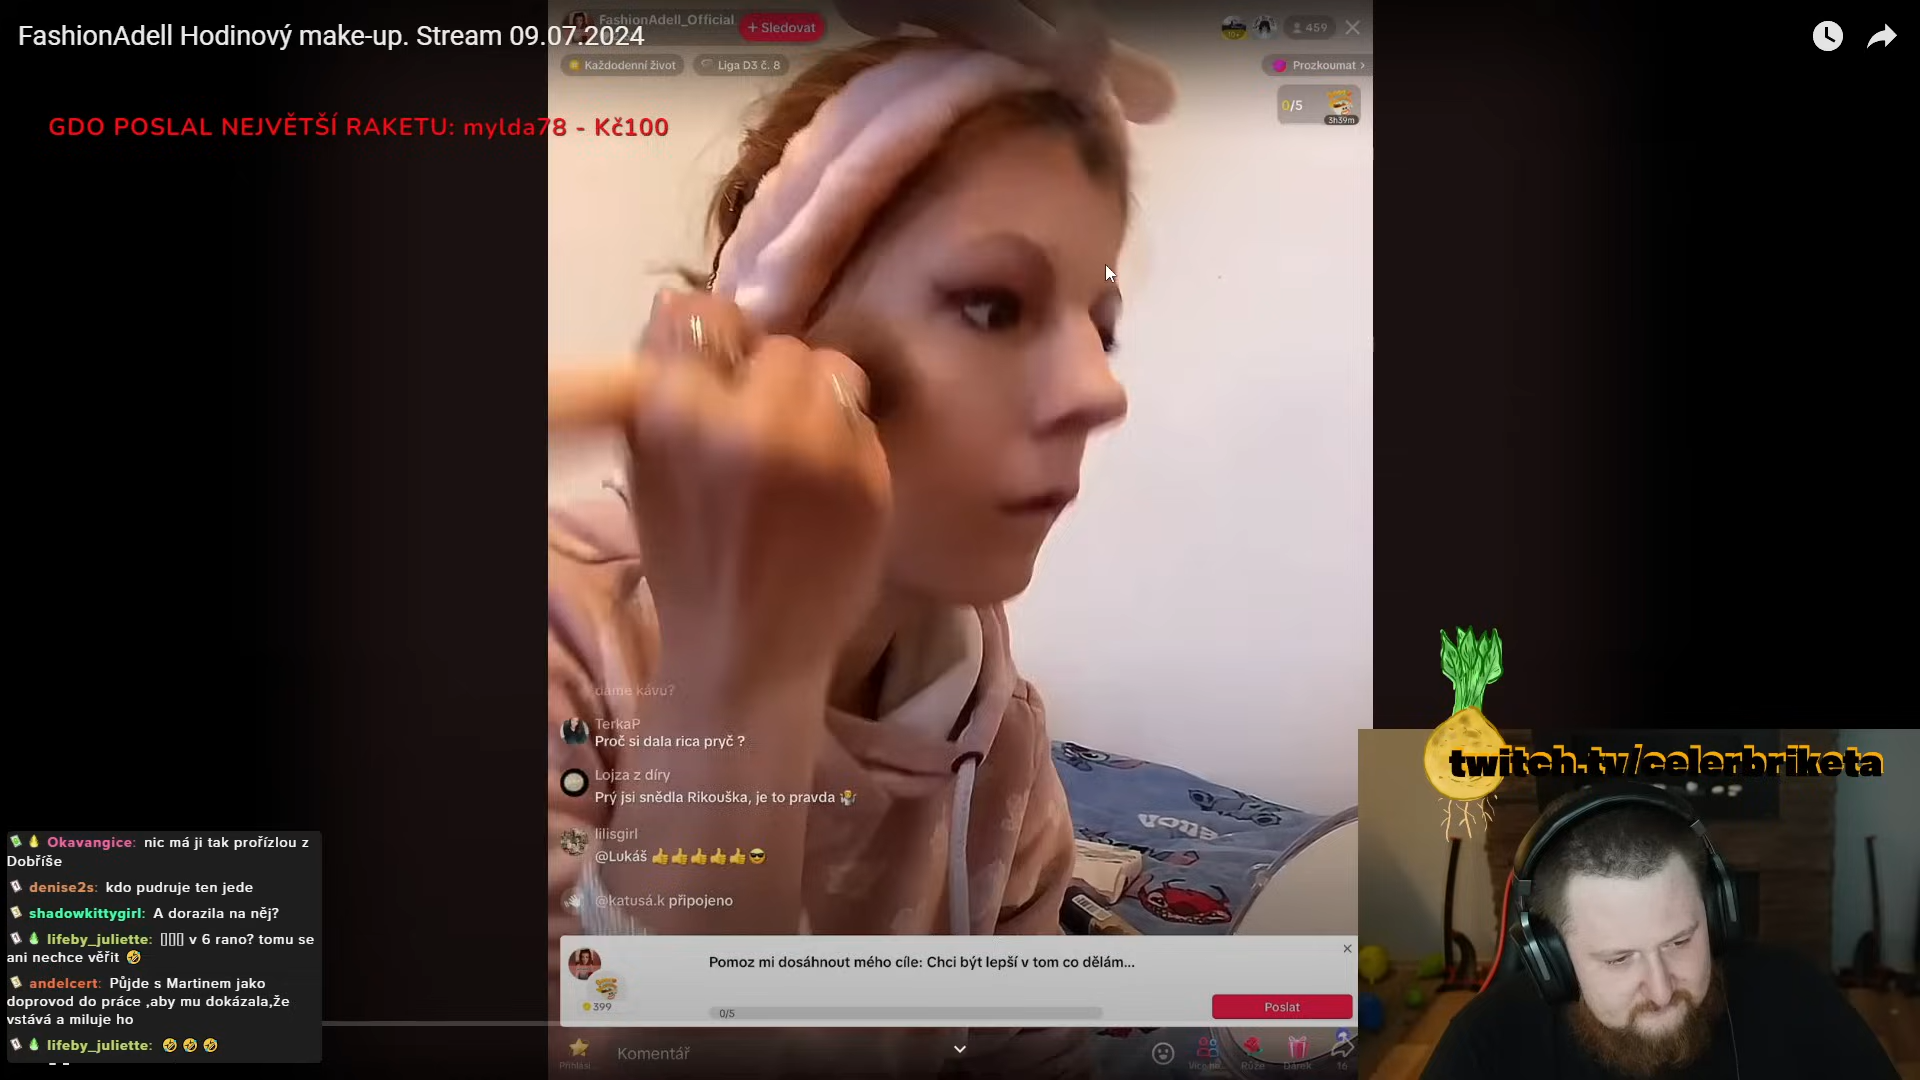 FashionAdell Hodinový make-up. Stream 09.07.2024
FashionAdell_Official
+ Sledovat
459
Každodenní život
Liga D3 č. 8
Prozkoumat >
0/5
3h39m
GDO POSLAL NEJVĚTŠÍ RAKETU: mylda78 - Kč100
dáme kávu?
TerkaP
Proč si dala rica pryč ?
Lojza z díry
Prý jsi snědla Rikouška, je to pravda 🤷
lilisgirl
@Lukáš 👍👍👍👍👍😎
@katusá.k připojeno
Pomoz mi dosáhnout mého cíle: Chci být lepší v tom co dělám...
399
0/5
Poslat
Komentář
Růže
Dárek
16
twitch.tv/celerbriketa
Okavangice: nic má ji tak prořízlou z
Dobříše
denise2s: kdo pudruje ten jede
shadowkittygirl: A dorazila na něj?
lifeby_juliette: v 6 rano? tomu se
ani nechce věřit 🤣
andelcert: Půjde s Martinem jako
doprovod do práce ,aby mu dokázala,že
vstává a miluje ho
lifeby_juliette: 🤣 🤣 🤣